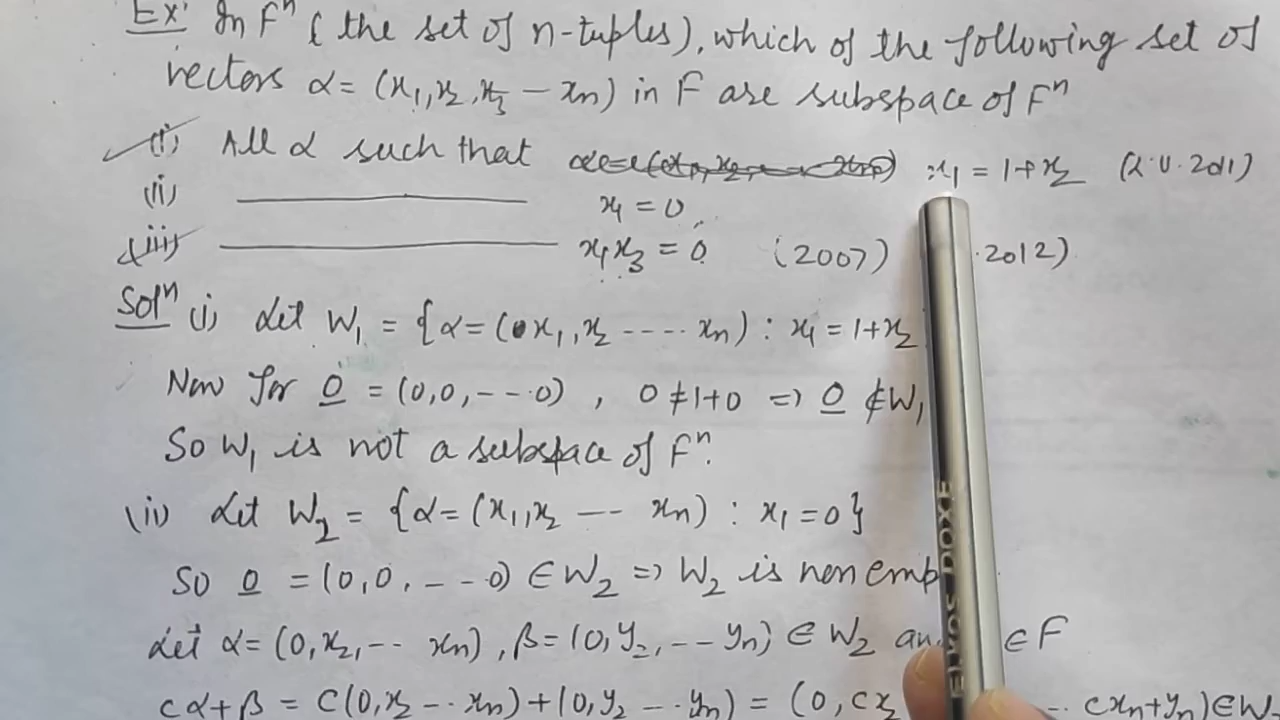 Ex: In Fⁿ ( the set of n-tuples), which of the following set of
vectors α = (x₁, x₂, x₃ — xₙ) in F are subspace of Fⁿ
(i) All α such that x₁ = 1+x₂ (R.U. 2011)
(ii) ———— x₁ = 0
(iii) ———— x₁x₃ = 0 (2007) .2012)
Solⁿ (i) Let W₁ = {α = (x₁, x₂ ---- xₙ) : x₁ = 1+x₂
Now for 0 = (0,0,----0) , 0 ≠ 1+0 => 0 ∉ W₁
So W₁ is not a subspace of Fⁿ.
(iv) Let W₂ = {α = (x₁, x₂ --- xₙ) : x₁ = 0}
So 0 = (0,0,---0) ∈ W₂ => W₂ is non emp
Let α = (0, x₂, -- xₙ), β = (0, y₂, -- yₙ) ∈ W₂ an ∈ F
cα + β = c(0, x₂ -- xₙ) + (0, y₂ --- yₙ) = (0, cx₂ -- cxₙ+yₙ) ∈ W
ELKOS DOXE